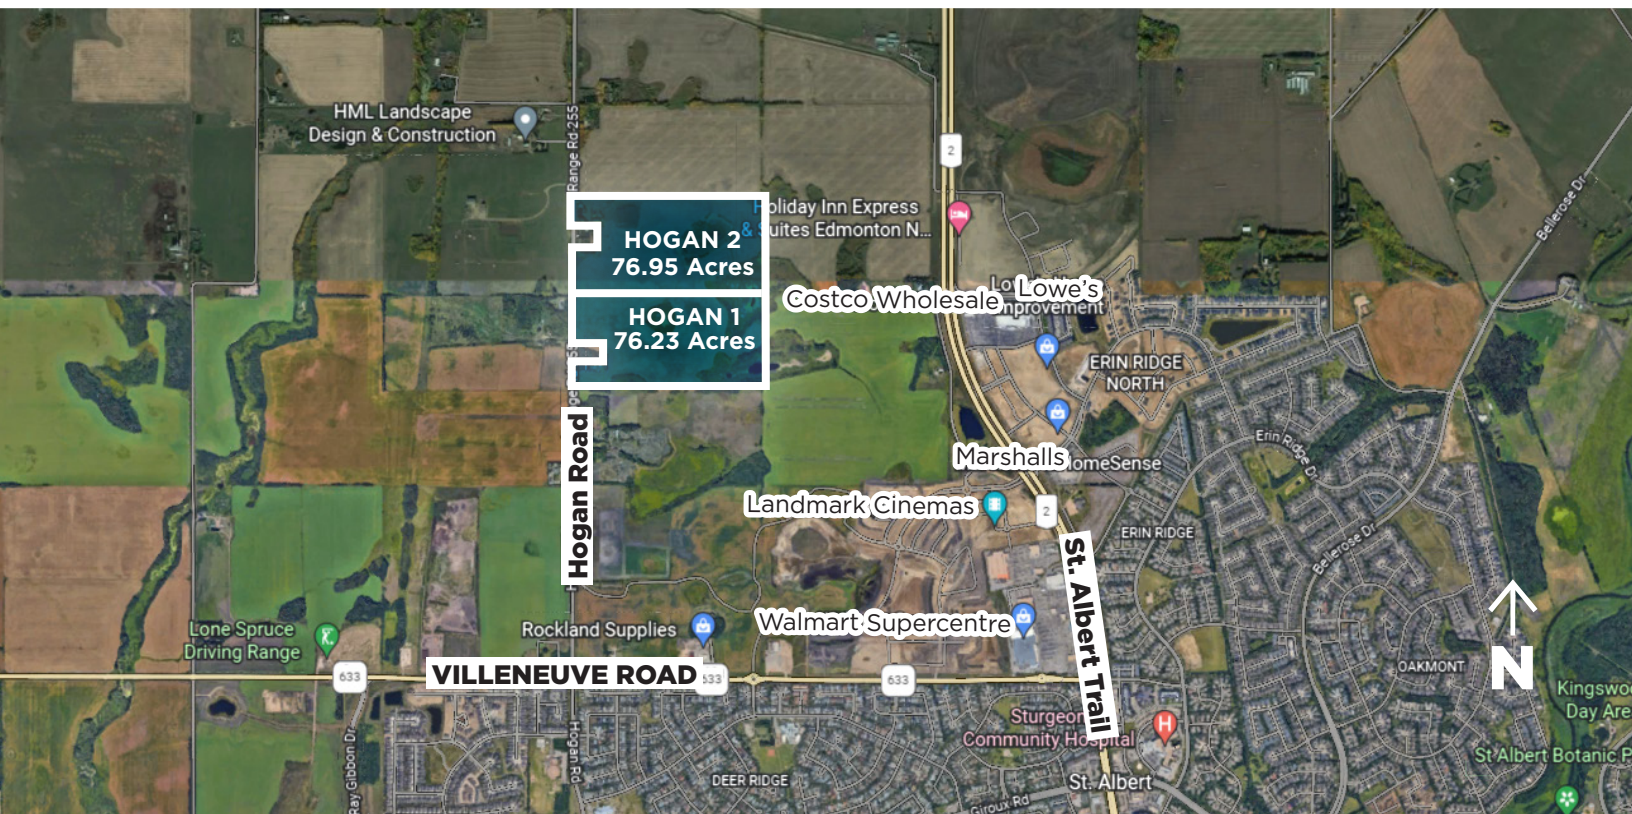 HML Landscape
Design & Construction
Range Rd 255
2
Holiday Inn Express
& Suites Edmonton N...
HOGAN 2
76.95 Acres
HOGAN 1
76.23 Acres
Costco Wholesale
Lowe's
Improvement
ERIN RIDGE
NORTH
Bellerose Dr
Hogan Road
Marshalls
HomeSense
Erin Ridge Dr
Landmark Cinemas
2
ERIN RIDGE
Bellerose Dr
St. Albert Trail
Lone Spruce
Driving Range
Rockland Supplies
Walmart Supercentre
633
VILLENEUVE ROAD
633
633
OAKMONT
N
Sturgeon
Community Hospital
H
Hogan Rd
Ray Gibbon Dr
DEER RIDGE
St. Albert
Giroux Rd
Kingswo
Day Are
St Albert Botanic P